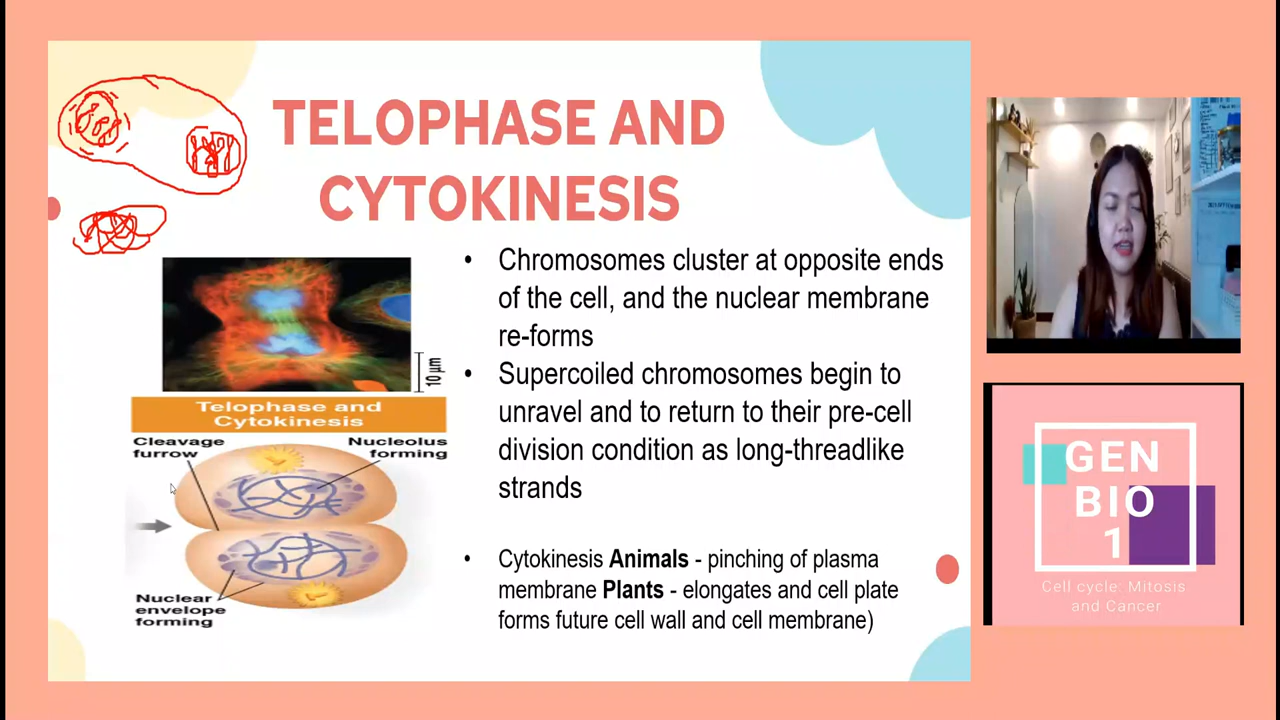 TELOPHASE AND
CYTOKINESIS
• Chromosomes cluster at opposite ends
of the cell, and the nuclear membrane
re-forms
• Supercoiled chromosomes begin to
unravel and to return to their pre-cell
division condition as long-threadlike
strands
• Cytokinesis Animals - pinching of plasma
membrane Plants - elongates and cell plate
forms future cell wall and cell membrane)
10 μm
Telophase and
Cytokinesis
Cleavage
furrow
Nucleolus
forming
Nuclear
envelope
forming
GEN
BIO
1
Cell cycle: Mitosis
and Cancer